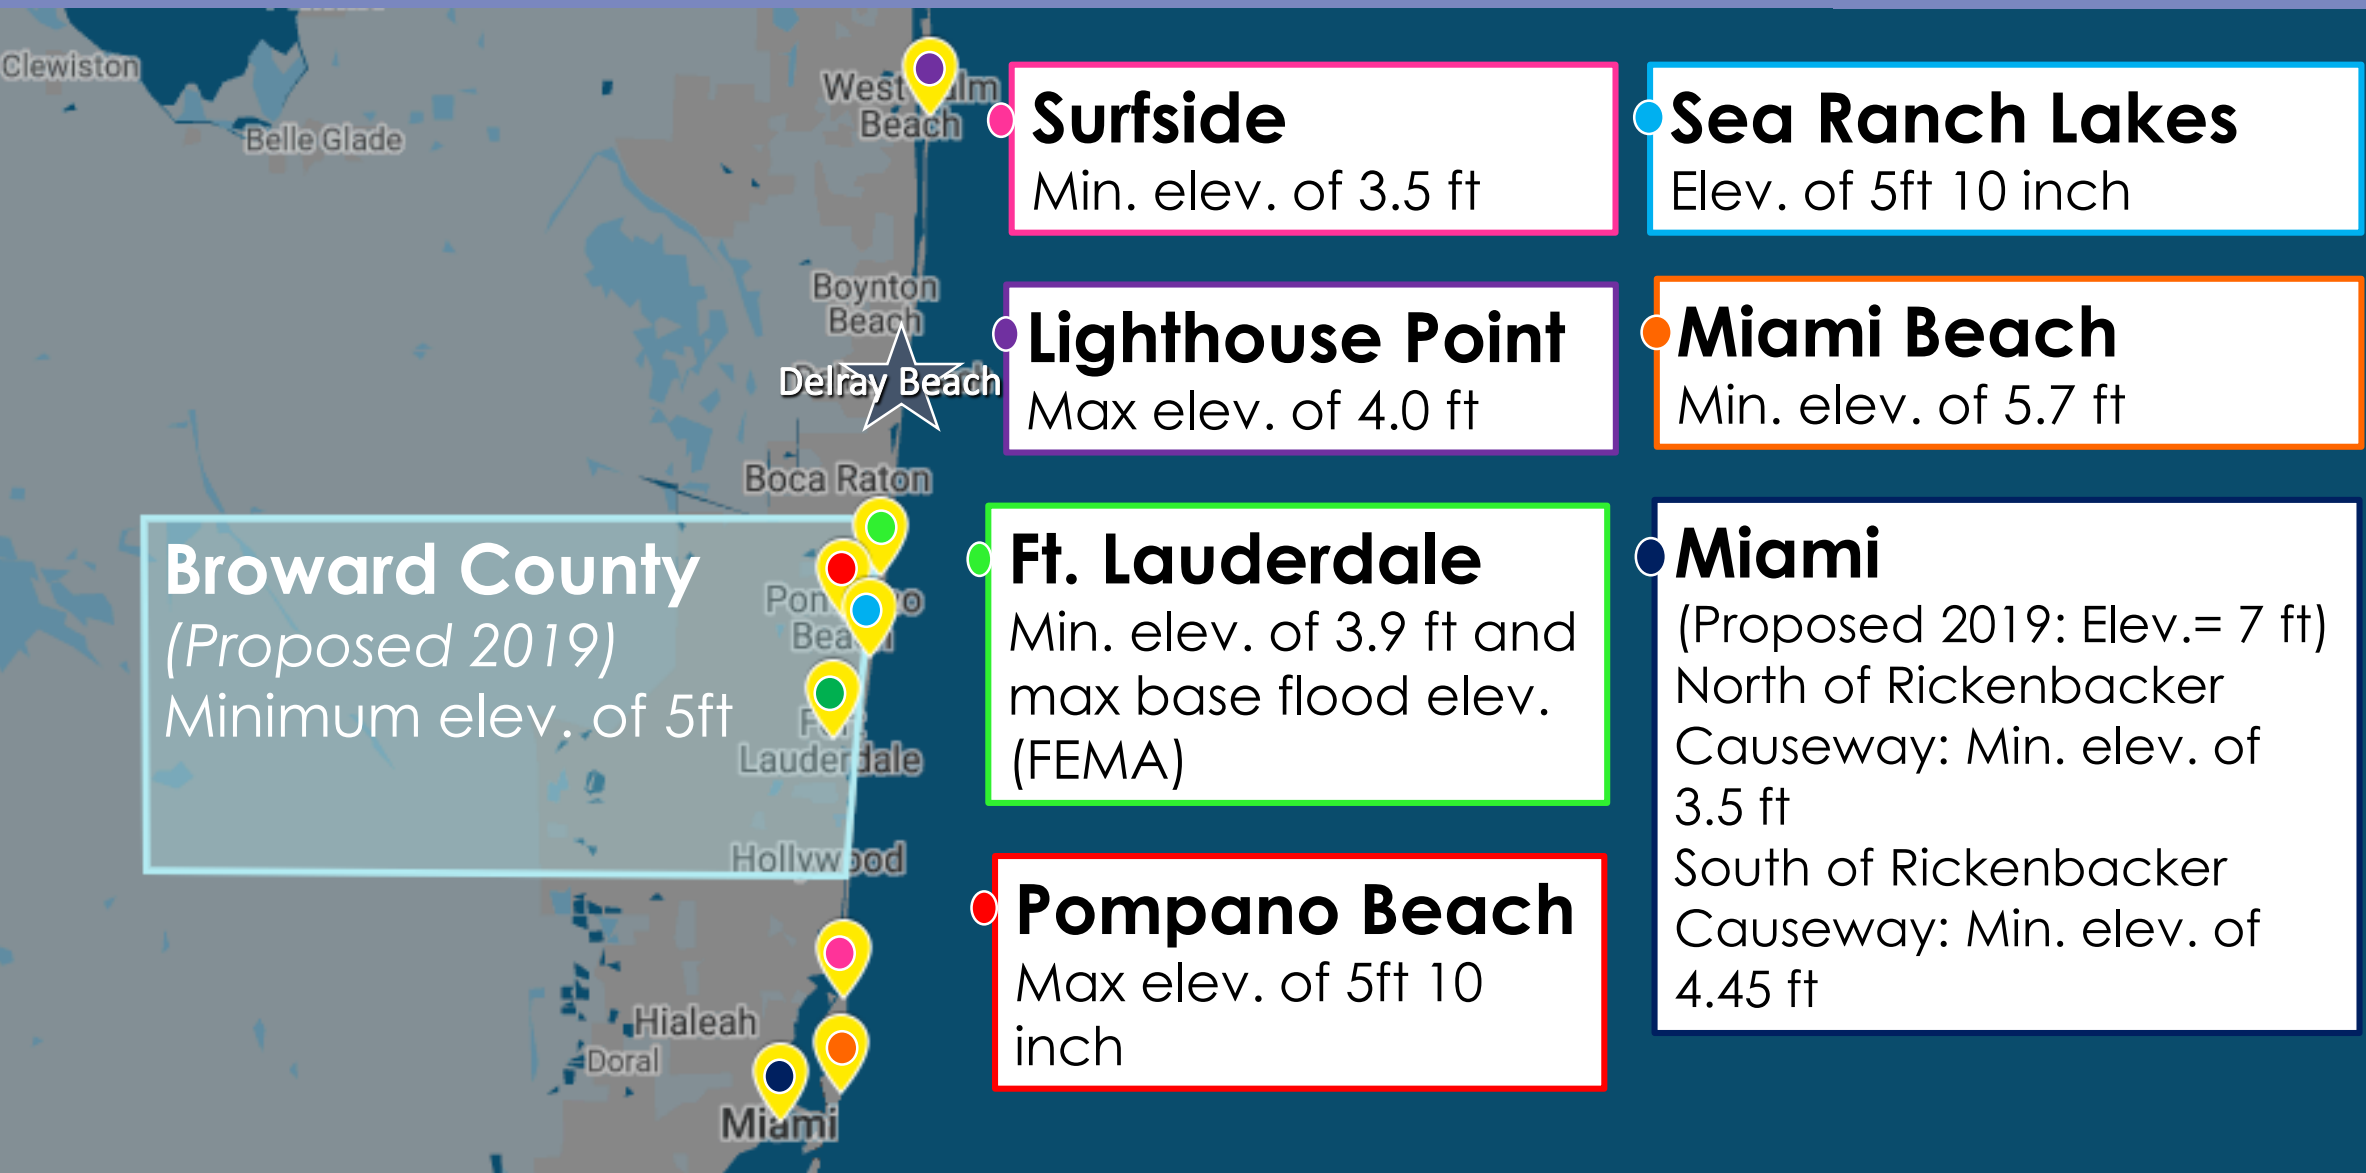 Clewiston
Belle Glade
West Palm
Beach
Boynton
Beach
Delray Beach
Boca Raton
Broward County
(Proposed 2019)
Minimum elev. of 5ft
Pompano
Beach
Fort
Lauderdale
Hollywood
Hialeah
Doral
Miami
Surfside
Min. elev. of 3.5 ft
Lighthouse Point
Max elev. of 4.0 ft
Ft. Lauderdale
Min. elev. of 3.9 ft and
max base flood elev.
(FEMA)
Pompano Beach
Max elev. of 5ft 10
inch
Sea Ranch Lakes
Elev. of 5ft 10 inch
Miami Beach
Min. elev. of 5.7 ft
Miami
(Proposed 2019: Elev.= 7 ft)
North of Rickenbacker
Causeway: Min. elev. of
3.5 ft
South of Rickenbacker
Causeway: Min. elev. of
4.45 ft